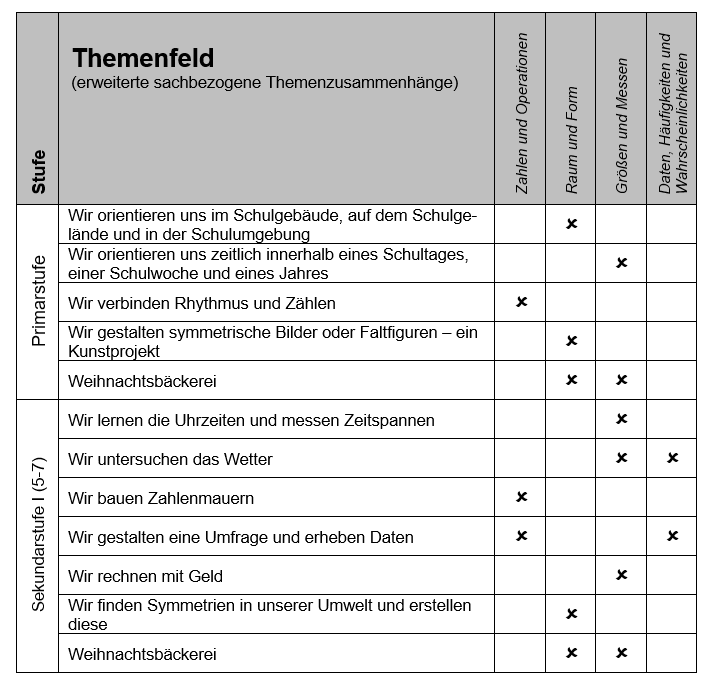 Stufe
Themenfeld
(erweiterte sachbezogene Themenzusammenhänge)
Zahlen und Operationen
Raum und Form
Größen und Messen
Daten, Häufigkeiten und
Wahrscheinlichkeiten
Primarstufe
Wir orientieren uns im Schulgebäude, auf dem Schulge-
lände und in der Schulumgebung
Wir orientieren uns zeitlich innerhalb eines Schultages,
einer Schulwoche und eines Jahres
Wir verbinden Rhythmus und Zählen
Wir gestalten symmetrische Bilder oder Faltfiguren – ein
Kunstprojekt
Weihnachtsbäckerei
Sekundarstufe I (5-7)
Wir lernen die Uhrzeiten und messen Zeitspannen
Wir untersuchen das Wetter
Wir bauen Zahlenmauern
Wir gestalten eine Umfrage und erheben Daten
Wir rechnen mit Geld
Wir finden Symmetrien in unserer Umwelt und erstellen
diese
Weihnachtsbäckerei